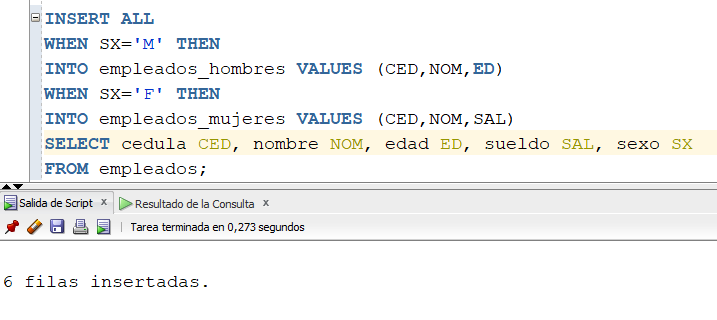 INSERT ALL
WHEN SX='M' THEN
INTO empleados_hombres VALUES (CED,NOM,ED)
WHEN SX='F' THEN
INTO empleados_mujeres VALUES (CED,NOM,SAL)
SELECT cedula CED, nombre NOM, edad ED, sueldo SAL, sexo SX
FROM empleados;
Salida de Script x Resultado de la Consulta x
Tarea terminada en 0,273 segundos
6 filas insertadas.